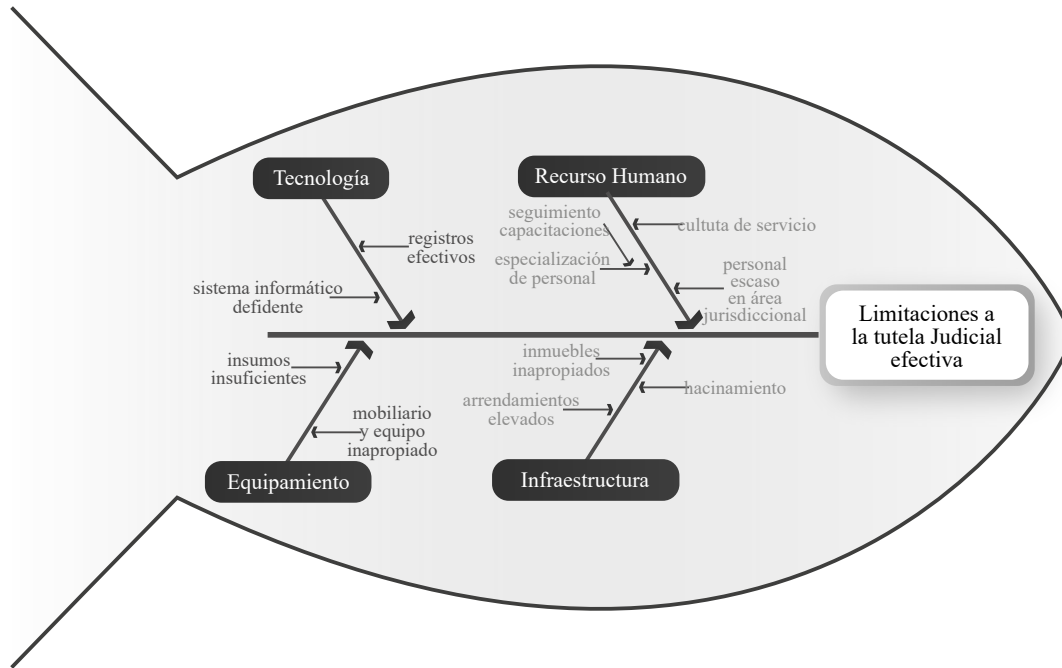 Tecnología
registros
efectivos
sistema informático
defidente
Recurso Humano
seguimiento
capacitaciones
cultuta de servicio
especialización
de personal
personal
escaso
en área
jurisdiccional
Limitaciones a
la tutela Judicial
efectiva
insumos
insuficientes
mobiliario
y equipo
inapropiado
Equipamiento
inmuebles
inapropiados
hacinamiento
arrendamientos
elevados
Infraestructura